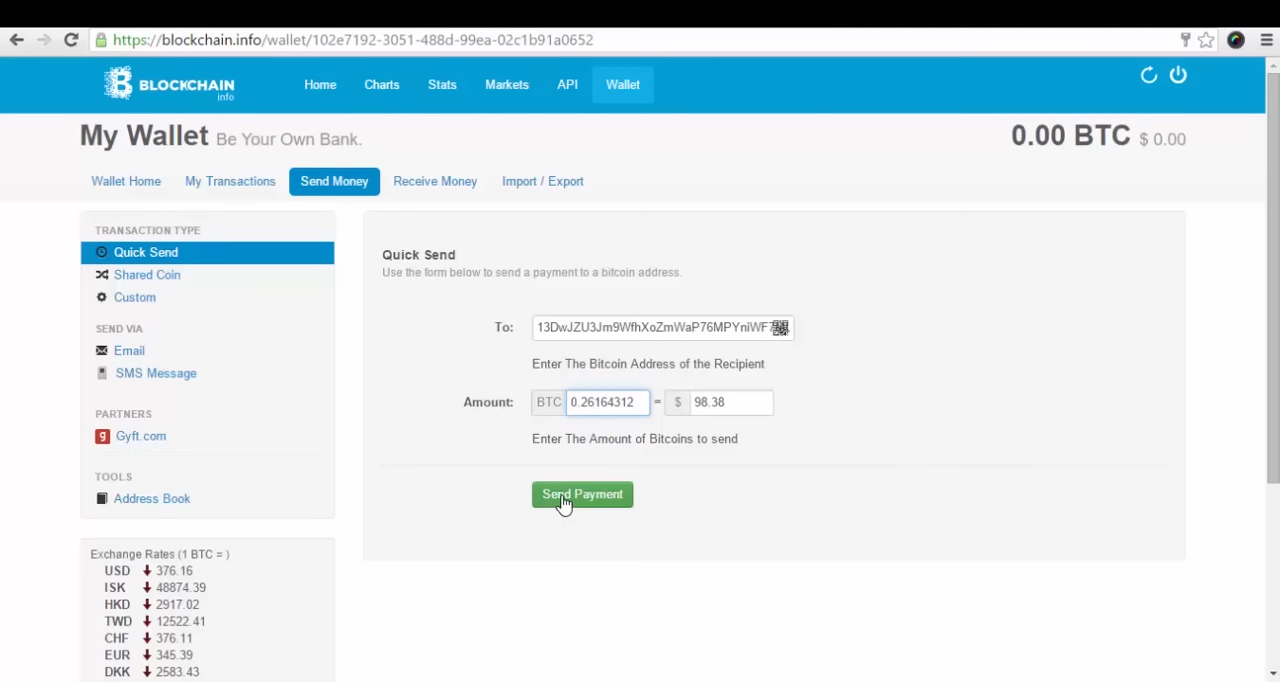 https://blockchain.info/wallet/102e7192-3051-488d-99ea-02c1b91a0652
BLOCKCHAIN
info
Home Charts Stats Markets API Wallet
My Wallet Be Your Own Bank.
0.00 BTC $ 0.00
Wallet Home My Transactions Send Money Receive Money Import / Export
TRANSACTION TYPE
Quick Send
Shared Coin
Custom
SEND VIA
Email
SMS Message
PARTNERS
g Gyft.com
TOOLS
Address Book
Exchange Rates (1 BTC = )
USD 376.16
ISK 48874.39
HKD 2917.02
TWD 12522.41
CHF 376.11
EUR 345.39
DKK 2583.43
Quick Send
Use the form below to send a payment to a bitcoin address.
To:
Enter The Bitcoin Address of the Recipient
Amount: BTC 0.26164312 = $ 98.38
Enter The Amount of Bitcoins to send
Send Payment